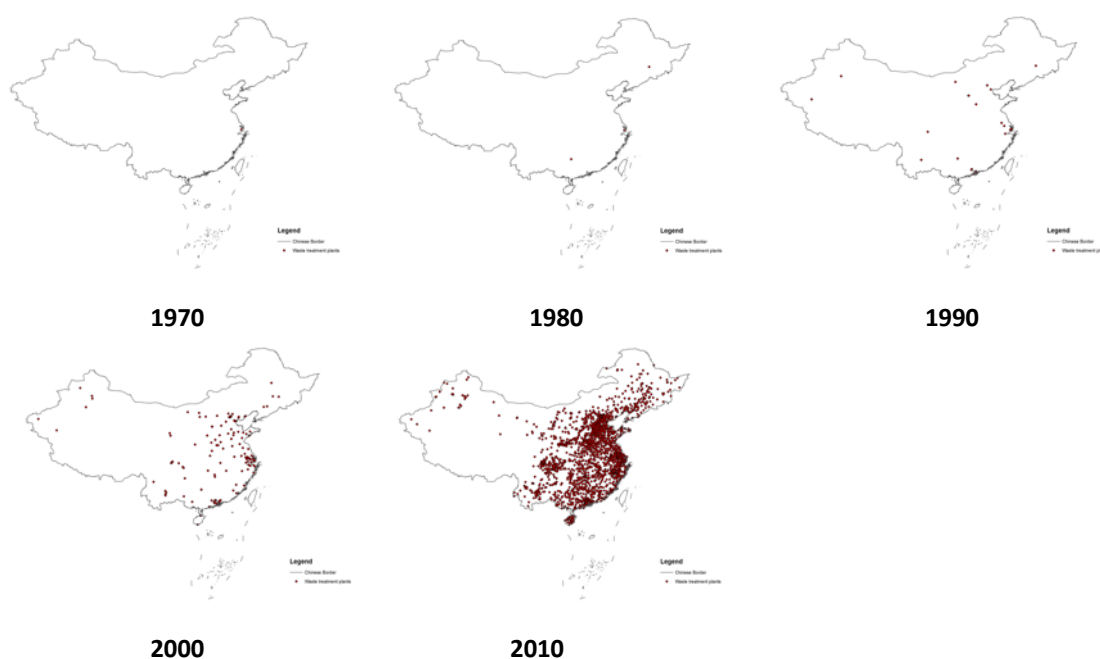 Legend
Chinese Border
Waste treatment plants
Legend
Chinese Border
Waste treatment plants
Legend
Chinese Border
Waste treatment pl
1970
1980
1990
Legend
Chinese Border
Waste treatment plants
Legend
Chinese Border
Waste treatment plants
2000
2010